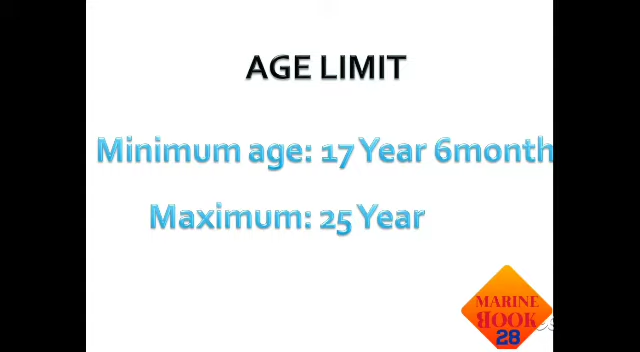 AGE LIMIT
Minimum age: 17 Year 6month
Maximum: 25 Year
MARINE
BOOK
28